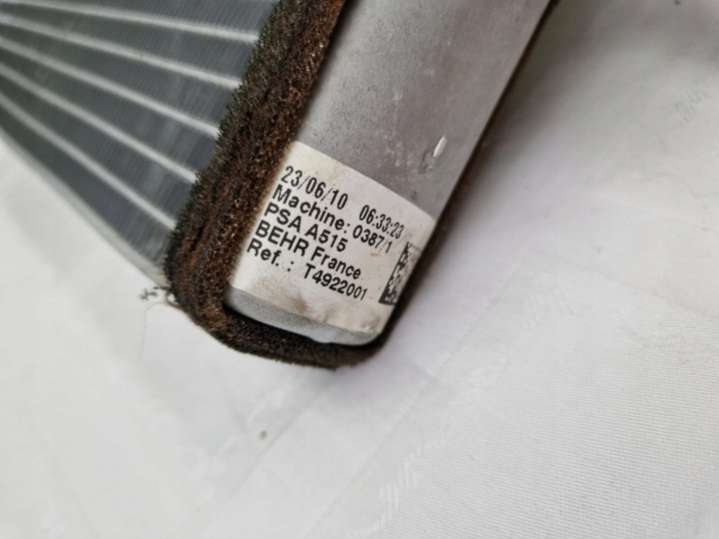 23/06/10 06:33:23
Machine: 0387/1
PSA A515
BEHR France
Ref. : T4922001